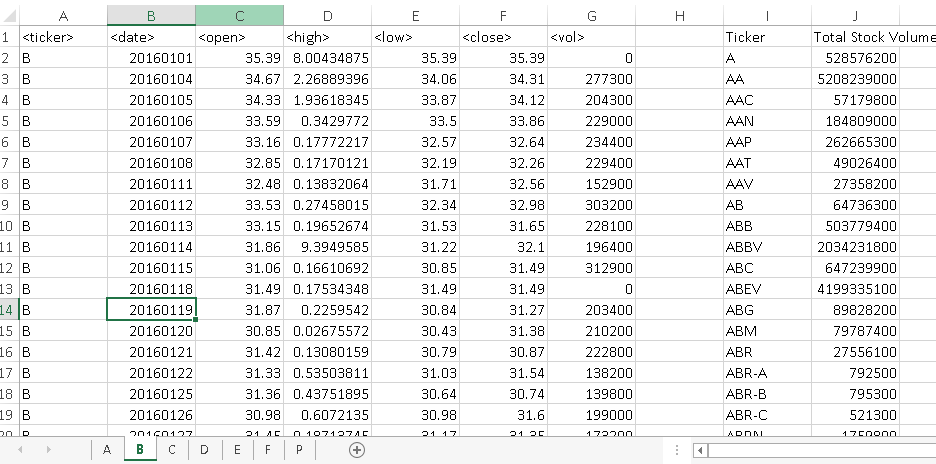 A B C D E F G H I J
1 <ticker> <date> <open> <high> <low> <close> <vol> Ticker Total Stock Volume
2 B 20160101 35.39 8.00434875 35.39 35.39 0 A 528576200
3 B 20160104 34.67 2.26889396 34.06 34.31 277300 AA 5208239000
4 B 20160105 34.33 1.93618345 33.87 34.12 204300 AAC 57179800
5 B 20160106 33.59 0.3429772 33.5 33.86 229000 AAN 184809000
6 B 20160107 33.16 0.17772217 32.57 32.64 234400 AAP 262665300
7 B 20160108 32.85 0.17170121 32.19 32.26 229400 AAT 49026400
8 B 20160111 32.48 0.13832064 31.71 32.56 152900 AAV 27358200
9 B 20160112 33.53 0.27458015 32.34 32.98 303200 AB 64736300
10 B 20160113 33.15 0.19652674 31.53 31.65 228100 ABB 503779400
11 B 20160114 31.86 9.3949585 31.22 32.1 196400 ABBV 2034231800
12 B 20160115 31.06 0.16610692 30.85 31.49 312900 ABC 647239900
13 B 20160118 31.49 0.17534348 31.49 31.49 0 ABEV 4199335100
14 B 20160119 31.87 0.2259542 30.84 31.27 203400 ABG 89828200
15 B 20160120 30.85 0.02675572 30.43 31.38 210200 ABM 79787400
16 B 20160121 31.42 0.13080159 30.79 30.87 222800 ABR 27556100
17 B 20160122 31.33 0.53503811 31.03 31.54 138200 ABR-A 792500
18 B 20160125 31.36 0.43751895 30.64 30.74 139800 ABR-B 795300
19 B 20160126 30.98 0.6072135 30.98 31.6 199000 ABR-C 521300
20 B 20160127
A B C D E F P